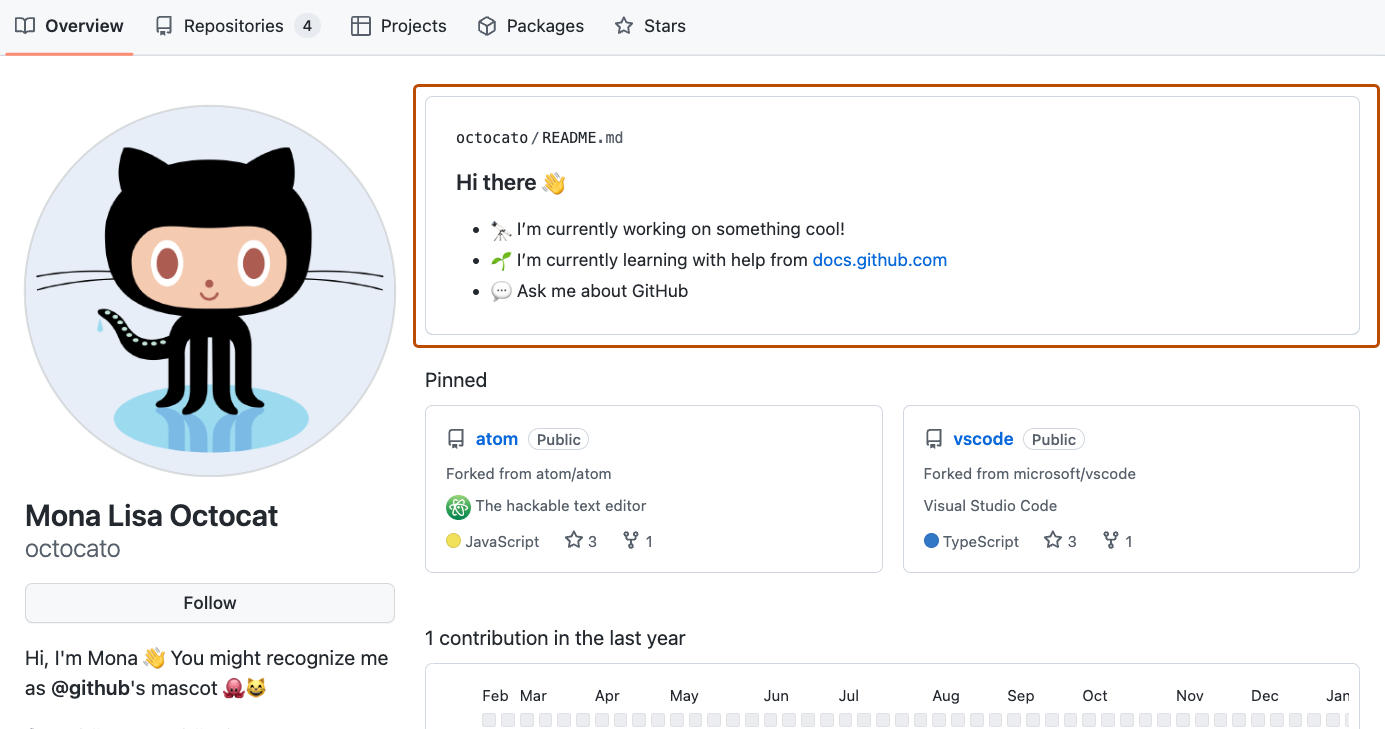 Overview Repositories 4 Projects Packages Stars
octocato/README.md
Hi there 👋
🔭 I’m currently working on something cool!
🌱 I’m currently learning with help from docs.github.com
💬 Ask me about GitHub
Pinned
atom Public
Forked from atom/atom
The hackable text editor
JavaScript 3 1
vscode Public
Forked from microsoft/vscode
Visual Studio Code
TypeScript 3 1
Mona Lisa Octocat
octocato
Follow
Hi, I'm Mona 👋 You might recognize me
as @github's mascot 🐙😺
1 contribution in the last year
Feb Mar Apr May Jun Jul Aug Sep Oct Nov Dec Jan